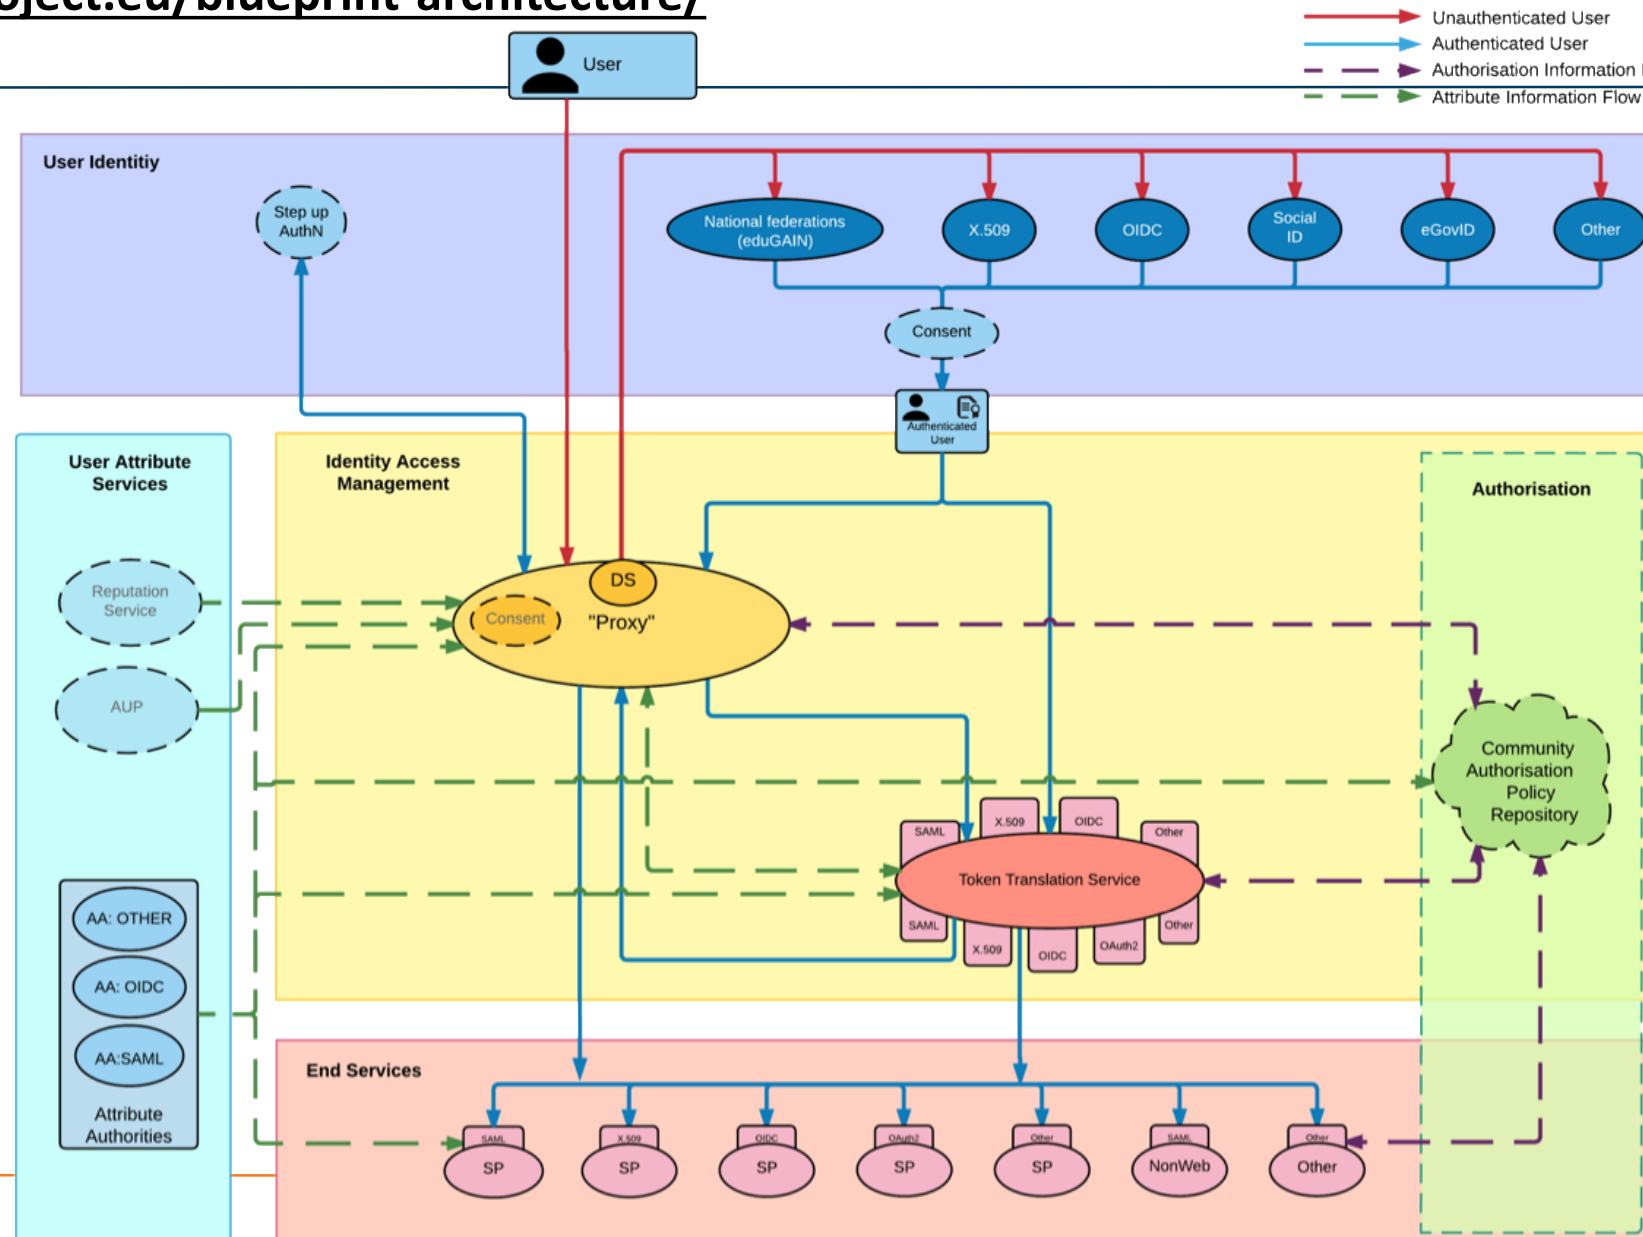 oject.eu/blueprint-architecture/
Unauthenticated User
Authenticated User
Authorisation Information
Attribute Information Flow
User
User Identitiy
Step up
AuthN
National federations
(eduGAIN)
X.509
OIDC
Social
ID
eGovID
Other
Consent
Authenticated
User
User Attribute
Services
Identity Access
Management
Authorisation
Reputation
Service
AUP
DS
Consent
"Proxy"
Community
Authorisation
Policy
Repository
SAML
X.509
OIDC
Other
Token Translation Service
SAML
X.509
OIDC
OAuth2
Other
AA: OTHER
AA: OIDC
AA:SAML
Attribute
Authorities
End Services
SAML
SP
X.509
SP
OIDC
SP
OAuth2
SP
Other
SP
SAML
NonWeb
Other
Other